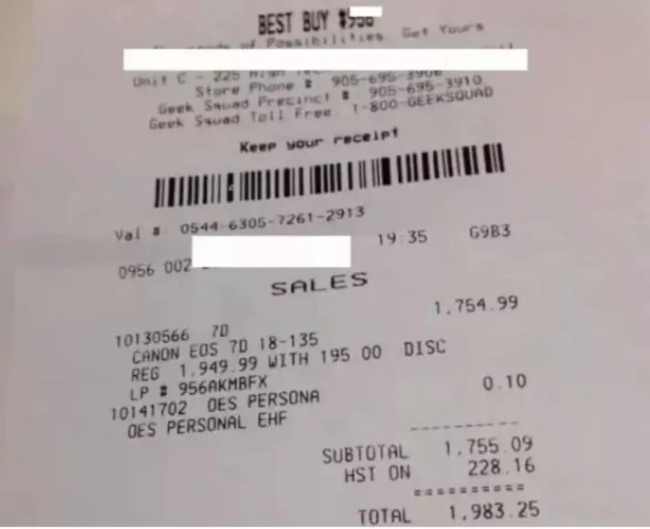 BEST BUY #956
of Possibilities. Get Yours
Unit C - 225 High
Store Phone # 905-695-3906
Geek Squad Precinct # 905-695-3910
Geek Squad Toll Free 1-800-GEEKSQUAD
Keep your receipt
Val # 0544-6305-7261-2913
0956 002 19:35 G9B3
SALES
10130566 7D 1,754.99
CANON EOS 7D 18-135
REG 1,949.99 WITH 195.00 DISC
LP # 956AKMBFX
10141702 OES PERSONA 0.10
OES PERSONAL EHF
SUBTOTAL 1,755.09
HST ON 228.16
TOTAL 1,983.25